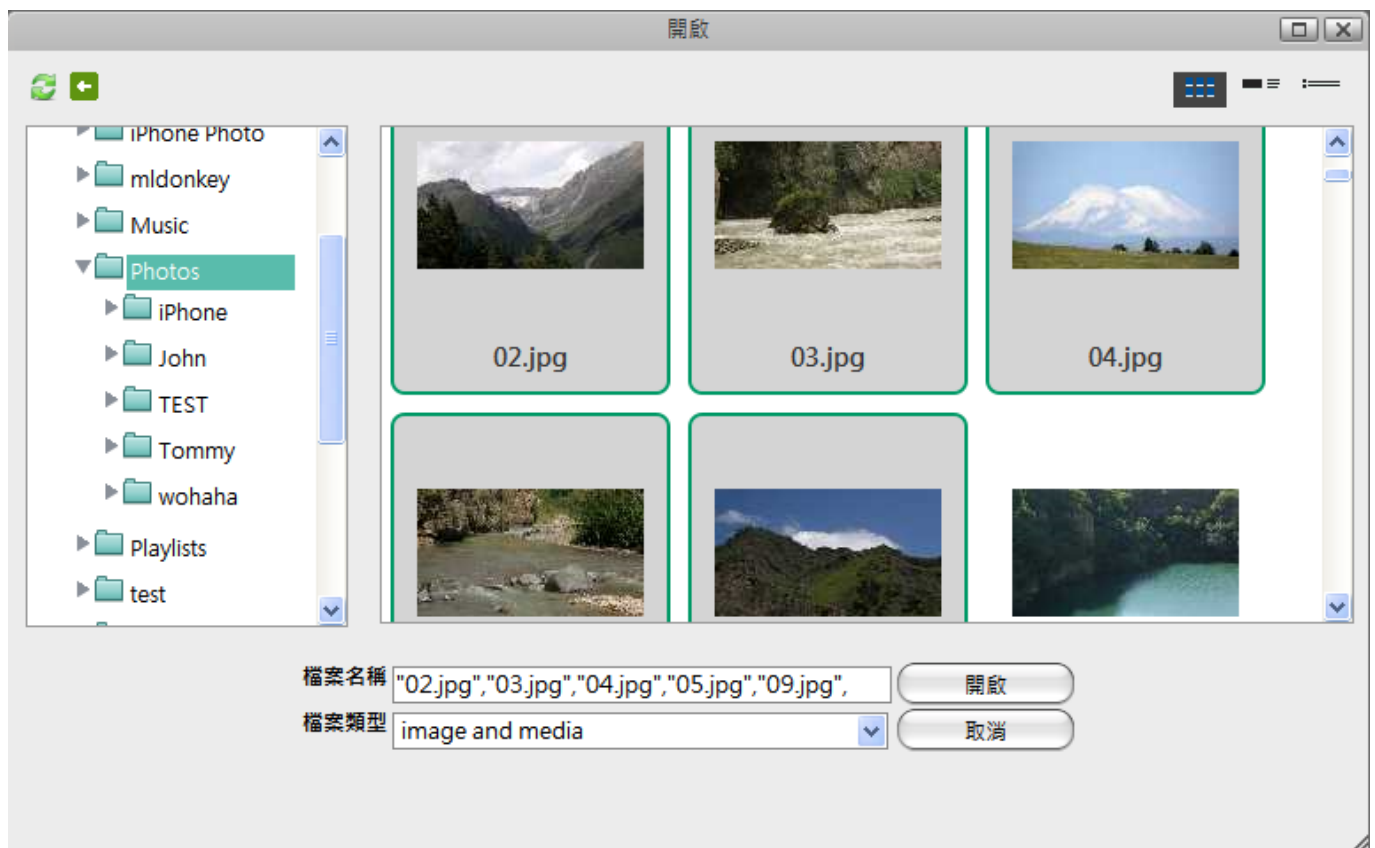 開啟
iPhone Photo
mldonkey
Music
Photos
iPhone
John
TEST
Tommy
wohaha
Playlists
test
02.jpg
03.jpg
04.jpg
檔案名稱 "02.jpg","03.jpg","04.jpg","05.jpg","09.jpg", 開啟
檔案類型 image and media 取消